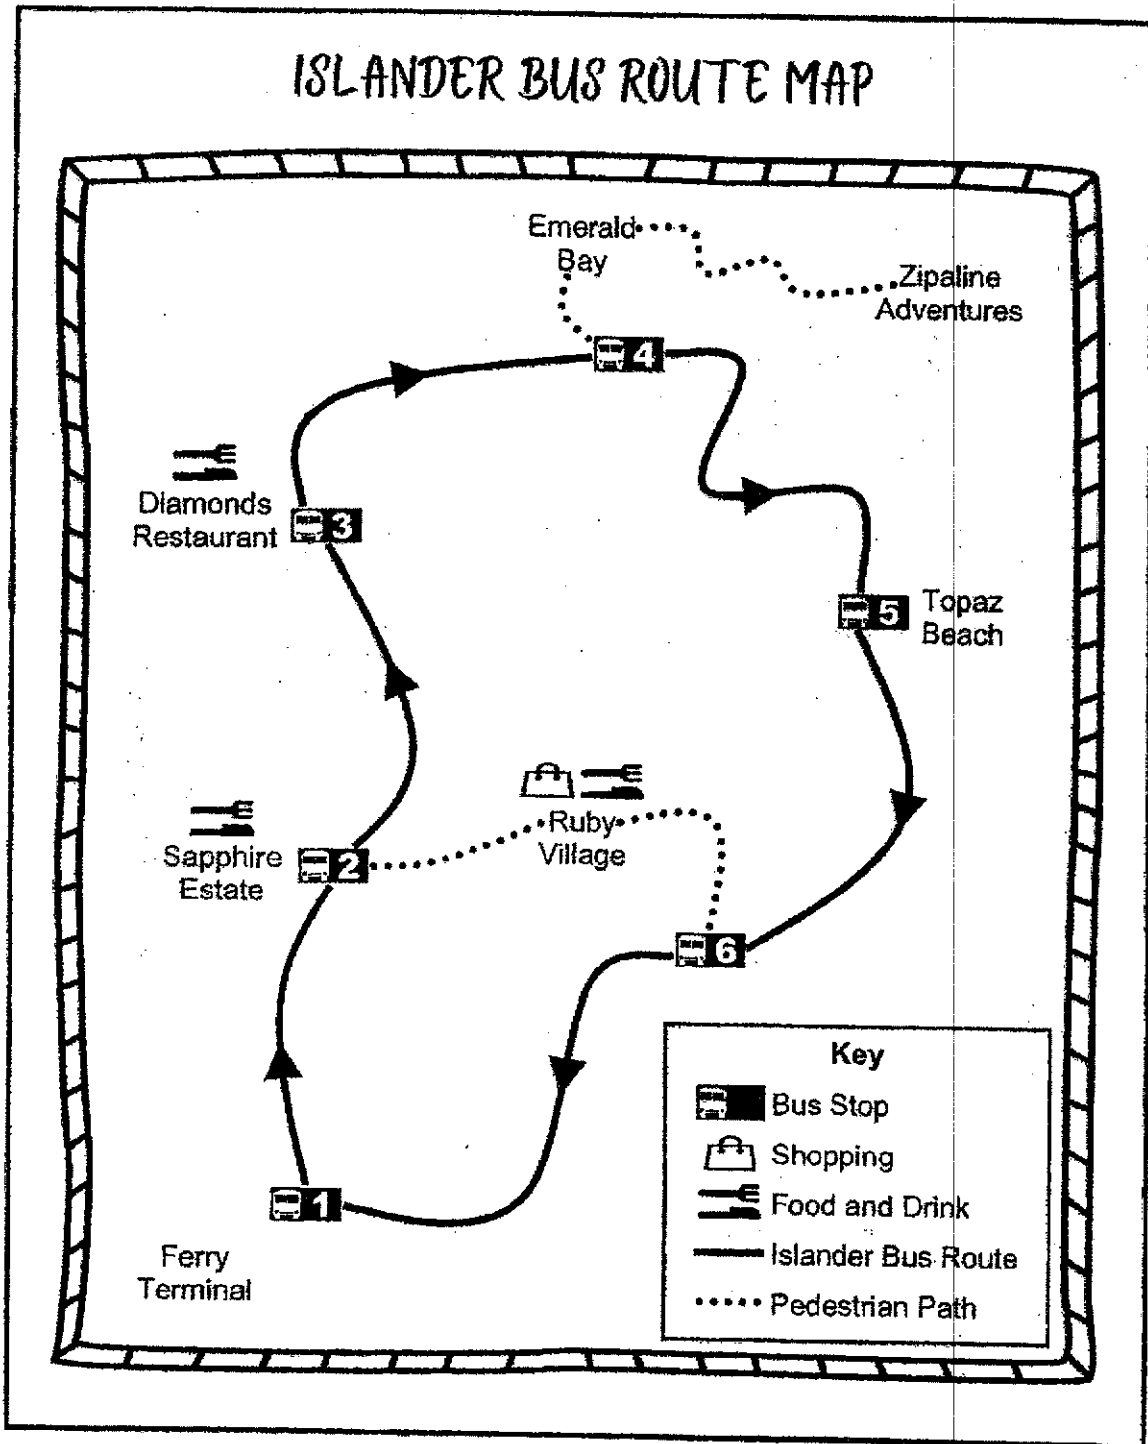 ISLANDER BUS ROUTE MAP
Emerald
Bay
Zipaline
Adventures
4
Diamonds
Restaurant
3
5
Topaz
Beach
Ruby
Village
Sapphire
Estate
2
6
1
Ferry
Terminal
Key
Bus Stop
Shopping
Food and Drink
Islander Bus Route
Pedestrian Path